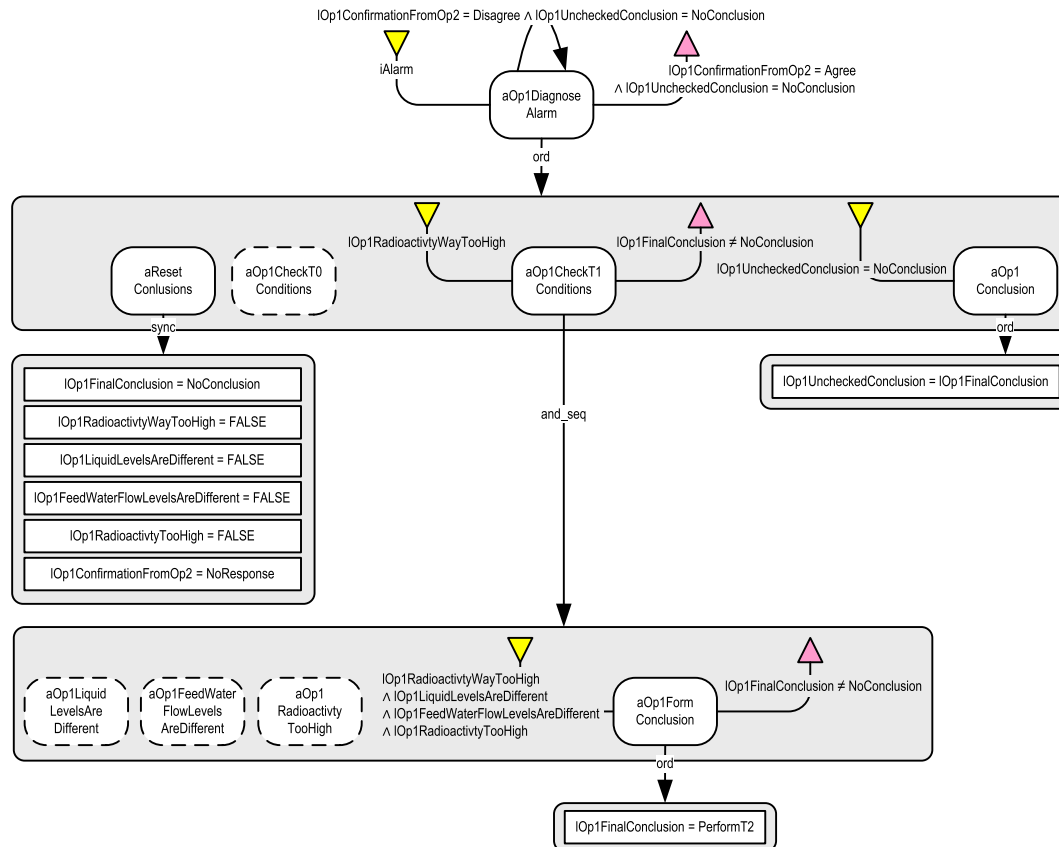 lOp1ConfirmationFromOp2 = Disagree ∧ lOp1UncheckedConclusion = NoConclusion
iAlarm
aOp1Diagnose
Alarm
lOp1ConfirmationFromOp2 = Agree
∧ lOp1UncheckedConclusion = NoConclusion
ord
lOp1RadioactivtyWayTooHigh
lOp1FinalConclusion ≠ NoConclusion
lOp1UncheckedConclusion = NoConclusion
aReset
Conlusions
aOp1CheckT0
Conditions
aOp1CheckT1
Conditions
aOp1
Conclusion
sync
ord
lOp1FinalConclusion = NoConclusion
lOp1RadioactivtyWayTooHigh = FALSE
lOp1LiquidLevelsAreDifferent = FALSE
lOp1FeedWaterFlowLevelsAreDifferent = FALSE
lOp1RadioactivtyTooHigh = FALSE
lOp1ConfirmationFromOp2 = NoResponse
lOp1UncheckedConclusion = lOp1FinalConclusion
and_seq
aOp1Liquid
LevelsAre
Different
aOp1FeedWater
FlowLevels
AreDifferent
aOp1
Radioactivty
TooHigh
lOp1RadioactivtyWayTooHigh
∧ lOp1LiquidLevelsAreDifferent
∧ lOp1FeedWaterFlowLevelsAreDifferent
∧ lOp1RadioactivtyTooHigh
aOp1Form
Conclusion
lOp1FinalConclusion ≠ NoConclusion
ord
lOp1FinalConclusion = PerformT2